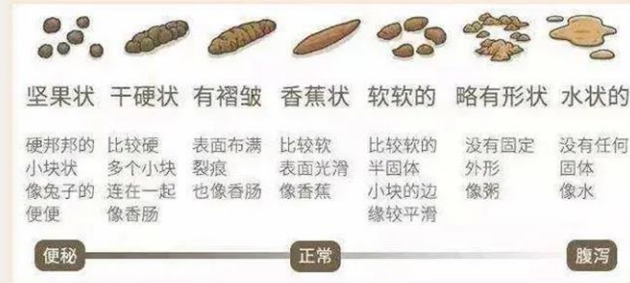 坚果状 干硬状 有褶皱 香蕉状 软软的 略有形状 水状的
硬邦邦的 比较硬 表面布满 比较软 比较软的 没有固定 没有任何
小块状 多个小块 裂痕 表面光滑 半固体 外形 固体
像兔子的 连在一起 也像香肠 像香蕉 小块的边 像粥 像水
便便 像香肠 缘较平滑
便秘 正常 腹泻